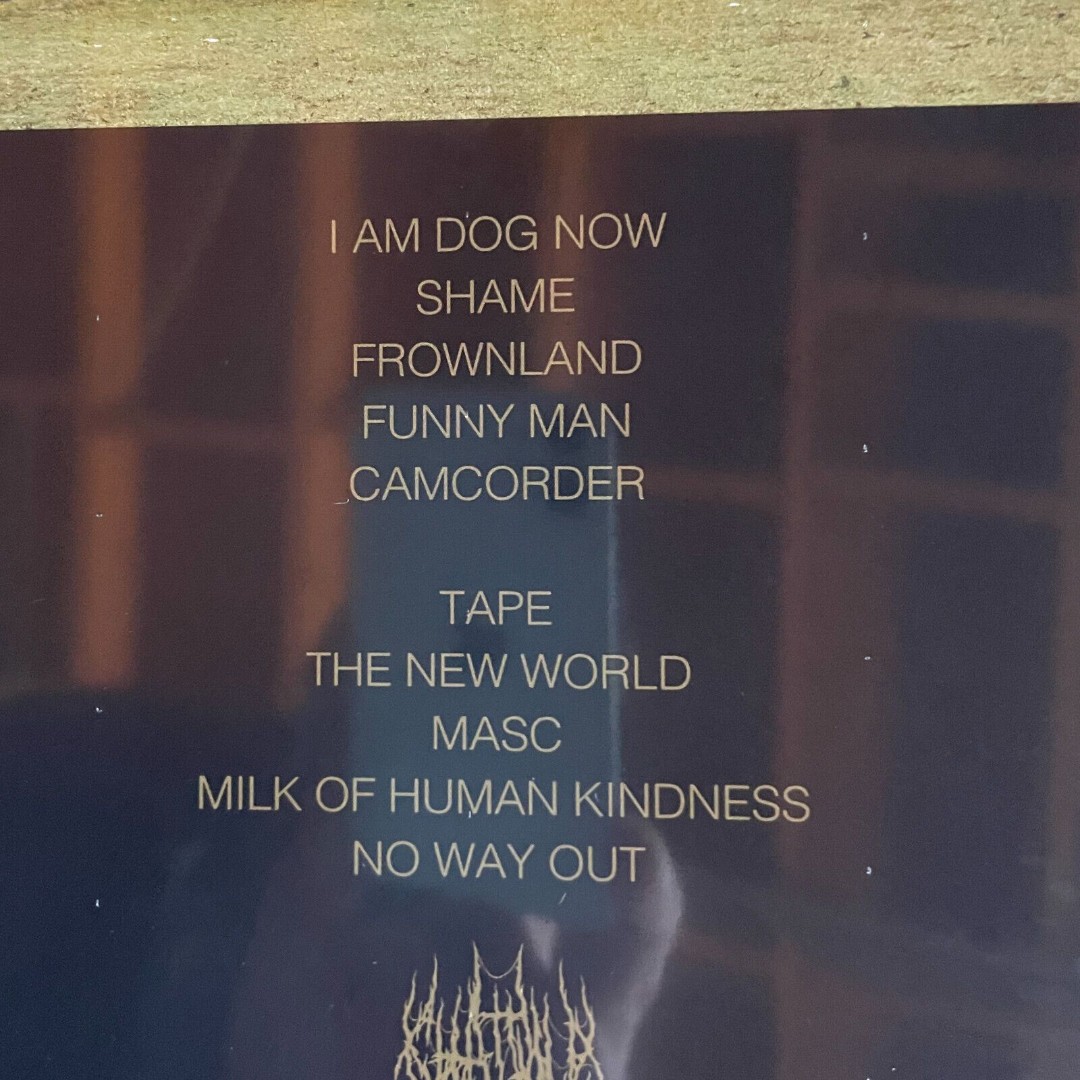 I AM DOG NOW
SHAME
FROWNLAND
FUNNY MAN
CAMCORDER
TAPE
THE NEW WORLD
MASC
MILK OF HUMAN KINDNESS
NO WAY OUT